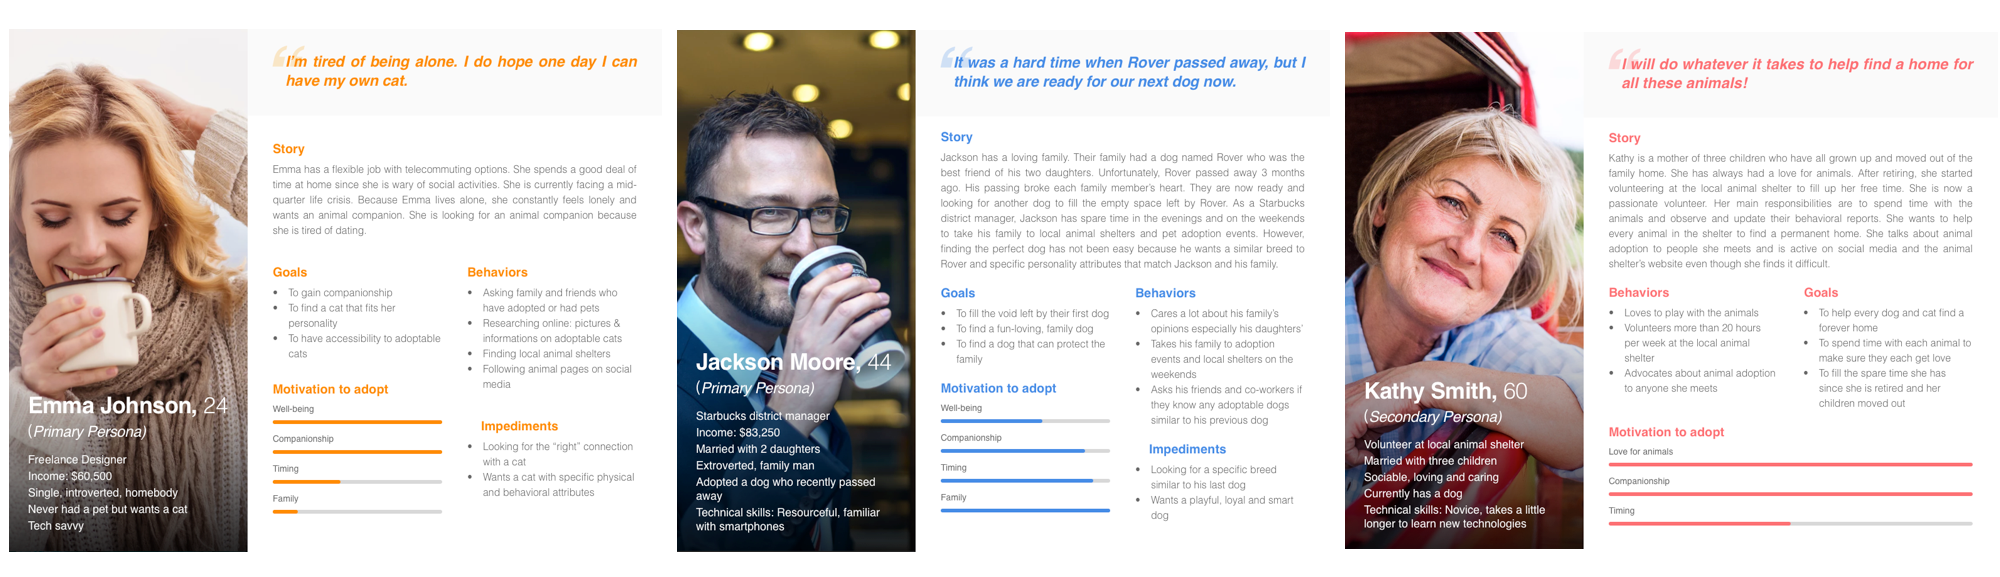 I'm tired of being alone. I do hope one day I can
have my own cat.
Story
Emma has a flexible job with telecommuting options. She spends a good deal of
time at home since she is wary of social activities. She is currently facing a mid-
quarter life crisis. Because Emma lives alone, she constantly feels lonely and
wants an animal companion. She is looking for an animal companion because
she is tired of dating.
Goals
• To gain companionship
• To find a cat that fits her
personality
• To have accessibility to adoptable
cats
Motivation to adopt
Well-being
Companionship
Timing
Family
Behaviors
• Asking family and friends who
have adopted or had pets
• Researching online: pictures &
informations on adoptable cats
• Finding local animal shelters
• Following animal pages on social
media
Impediments
• Looking for the "right" connection
with a cat
• Wants a cat with specific physical
and behavioral attributes
Emma Johnson, 24
(Primary Persona)
Freelance Designer
Income: $60,500
Single, introverted, homebody
Never had a pet but wants a cat
Tech savvy
It was a hard time when Rover passed away, but I
think we are ready for our next dog now.
Story
Jackson has a loving family. Their family had a dog named Rover who was the
best friend of his two daughters. Unfortunately, Rover passed away 3 months
ago. His passing broke each family member's heart. They are now ready and
looking for another dog to fill the empty space left by Rover. As a Starbucks
district manager, Jackson has spare time in the evenings and on the weekends
to take his family to local animal shelters and pet adoption events. However,
finding the perfect dog has not been easy because he wants a similar breed to
Rover and specific personality attributes that match Jackson and his family.
Goals
• To fill the void left by their first dog
• To find a fun-loving, family dog
• To find a dog that can protect the
family
Motivation to adopt
Well-being
Companionship
Timing
Family
Behaviors
• Cares a lot about his family's
opinions especially his daughters'
• Takes his family to adoption
events and local shelters on the
weekends
• Asks his friends and co-workers if
they know any adoptable dogs
similar to his previous dog
Impediments
• Looking for a specific breed
similar to his last dog
• Wants a playful, loyal and smart
dog
Jackson Moore, 44
(Primary Persona)
Starbucks district manager
Income: $83,250
Married with 2 daughters
Extroverted, family man
Adopted a dog who recently passed
away
Technical skills: Resourceful, familiar
with smartphones
I will do whatever it takes to help find a home for
all these animals!
Story
Kathy is a mother of three children who have all grown up and moved out of the
family home. She has always had a love for animals. After retiring, she started
volunteering at the local animal shelter to fill up her free time. She is now a
passionate volunteer. Her main responsibilities are to spend time with the
animals and observe and update their behavioral reports. She wants to help
every animal in the shelter to find a permanent home. She talks about animal
adoption to people she meets and is active on social media and the animal
shelter's website even though she finds it difficult.
Behaviors
• Loves to play with the animals
• Volunteers more than 20 hours
per week at the local animal
shelter
• Advocates about animal adoption
to anyone she meets
Goals
• To help every dog and cat find a
forever home
• To spend time with each animal to
make sure they each get love
• To fill the spare time she has
since she is retired and her
children moved out
Motivation to adopt
Love for animals
Companionship
Timing
Kathy Smith, 60
(Secondary Persona)
Volunteer at local animal shelter
Married with three children
Sociable, loving and caring
Currently has a dog
Technical skills: Novice, takes a little
longer to learn new technologies